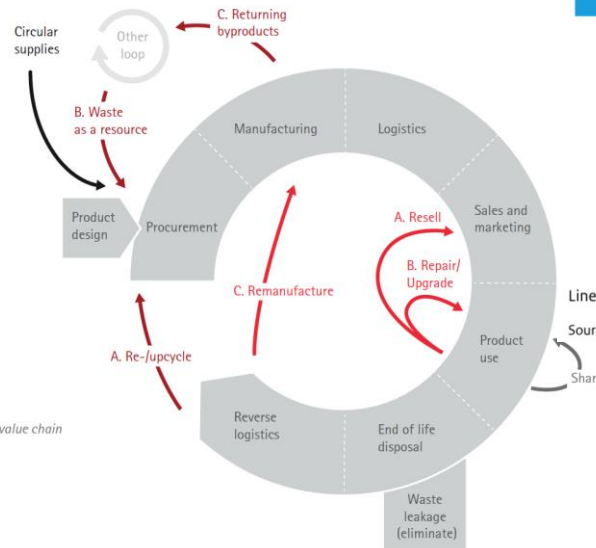 Circular
supplies
Other
loop
C. Returning
byproducts
B. Waste
as a resource
Manufacturing
Logistics
Product
design
Procurement
A. Resell
Sales and
marketing
B. Repair/
Upgrade
C. Remanufacture
Line
Sour
Product
use
Shar
A. Re-/upcycle
Reverse
logistics
End of life
disposal
value chain
Waste
leakage
(eliminate)